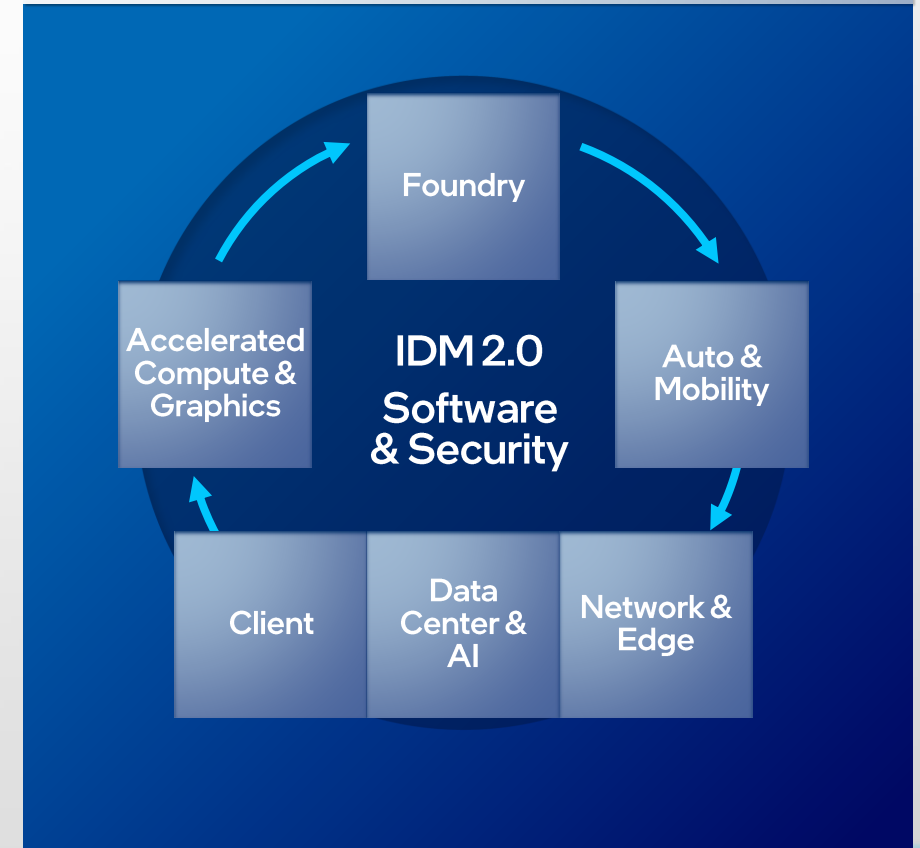 Foundry
Accelerated
Compute &
Graphics
IDM 2.0
Software
& Security
Auto &
Mobility
Client
Data
Center &
AI
Network &
Edge